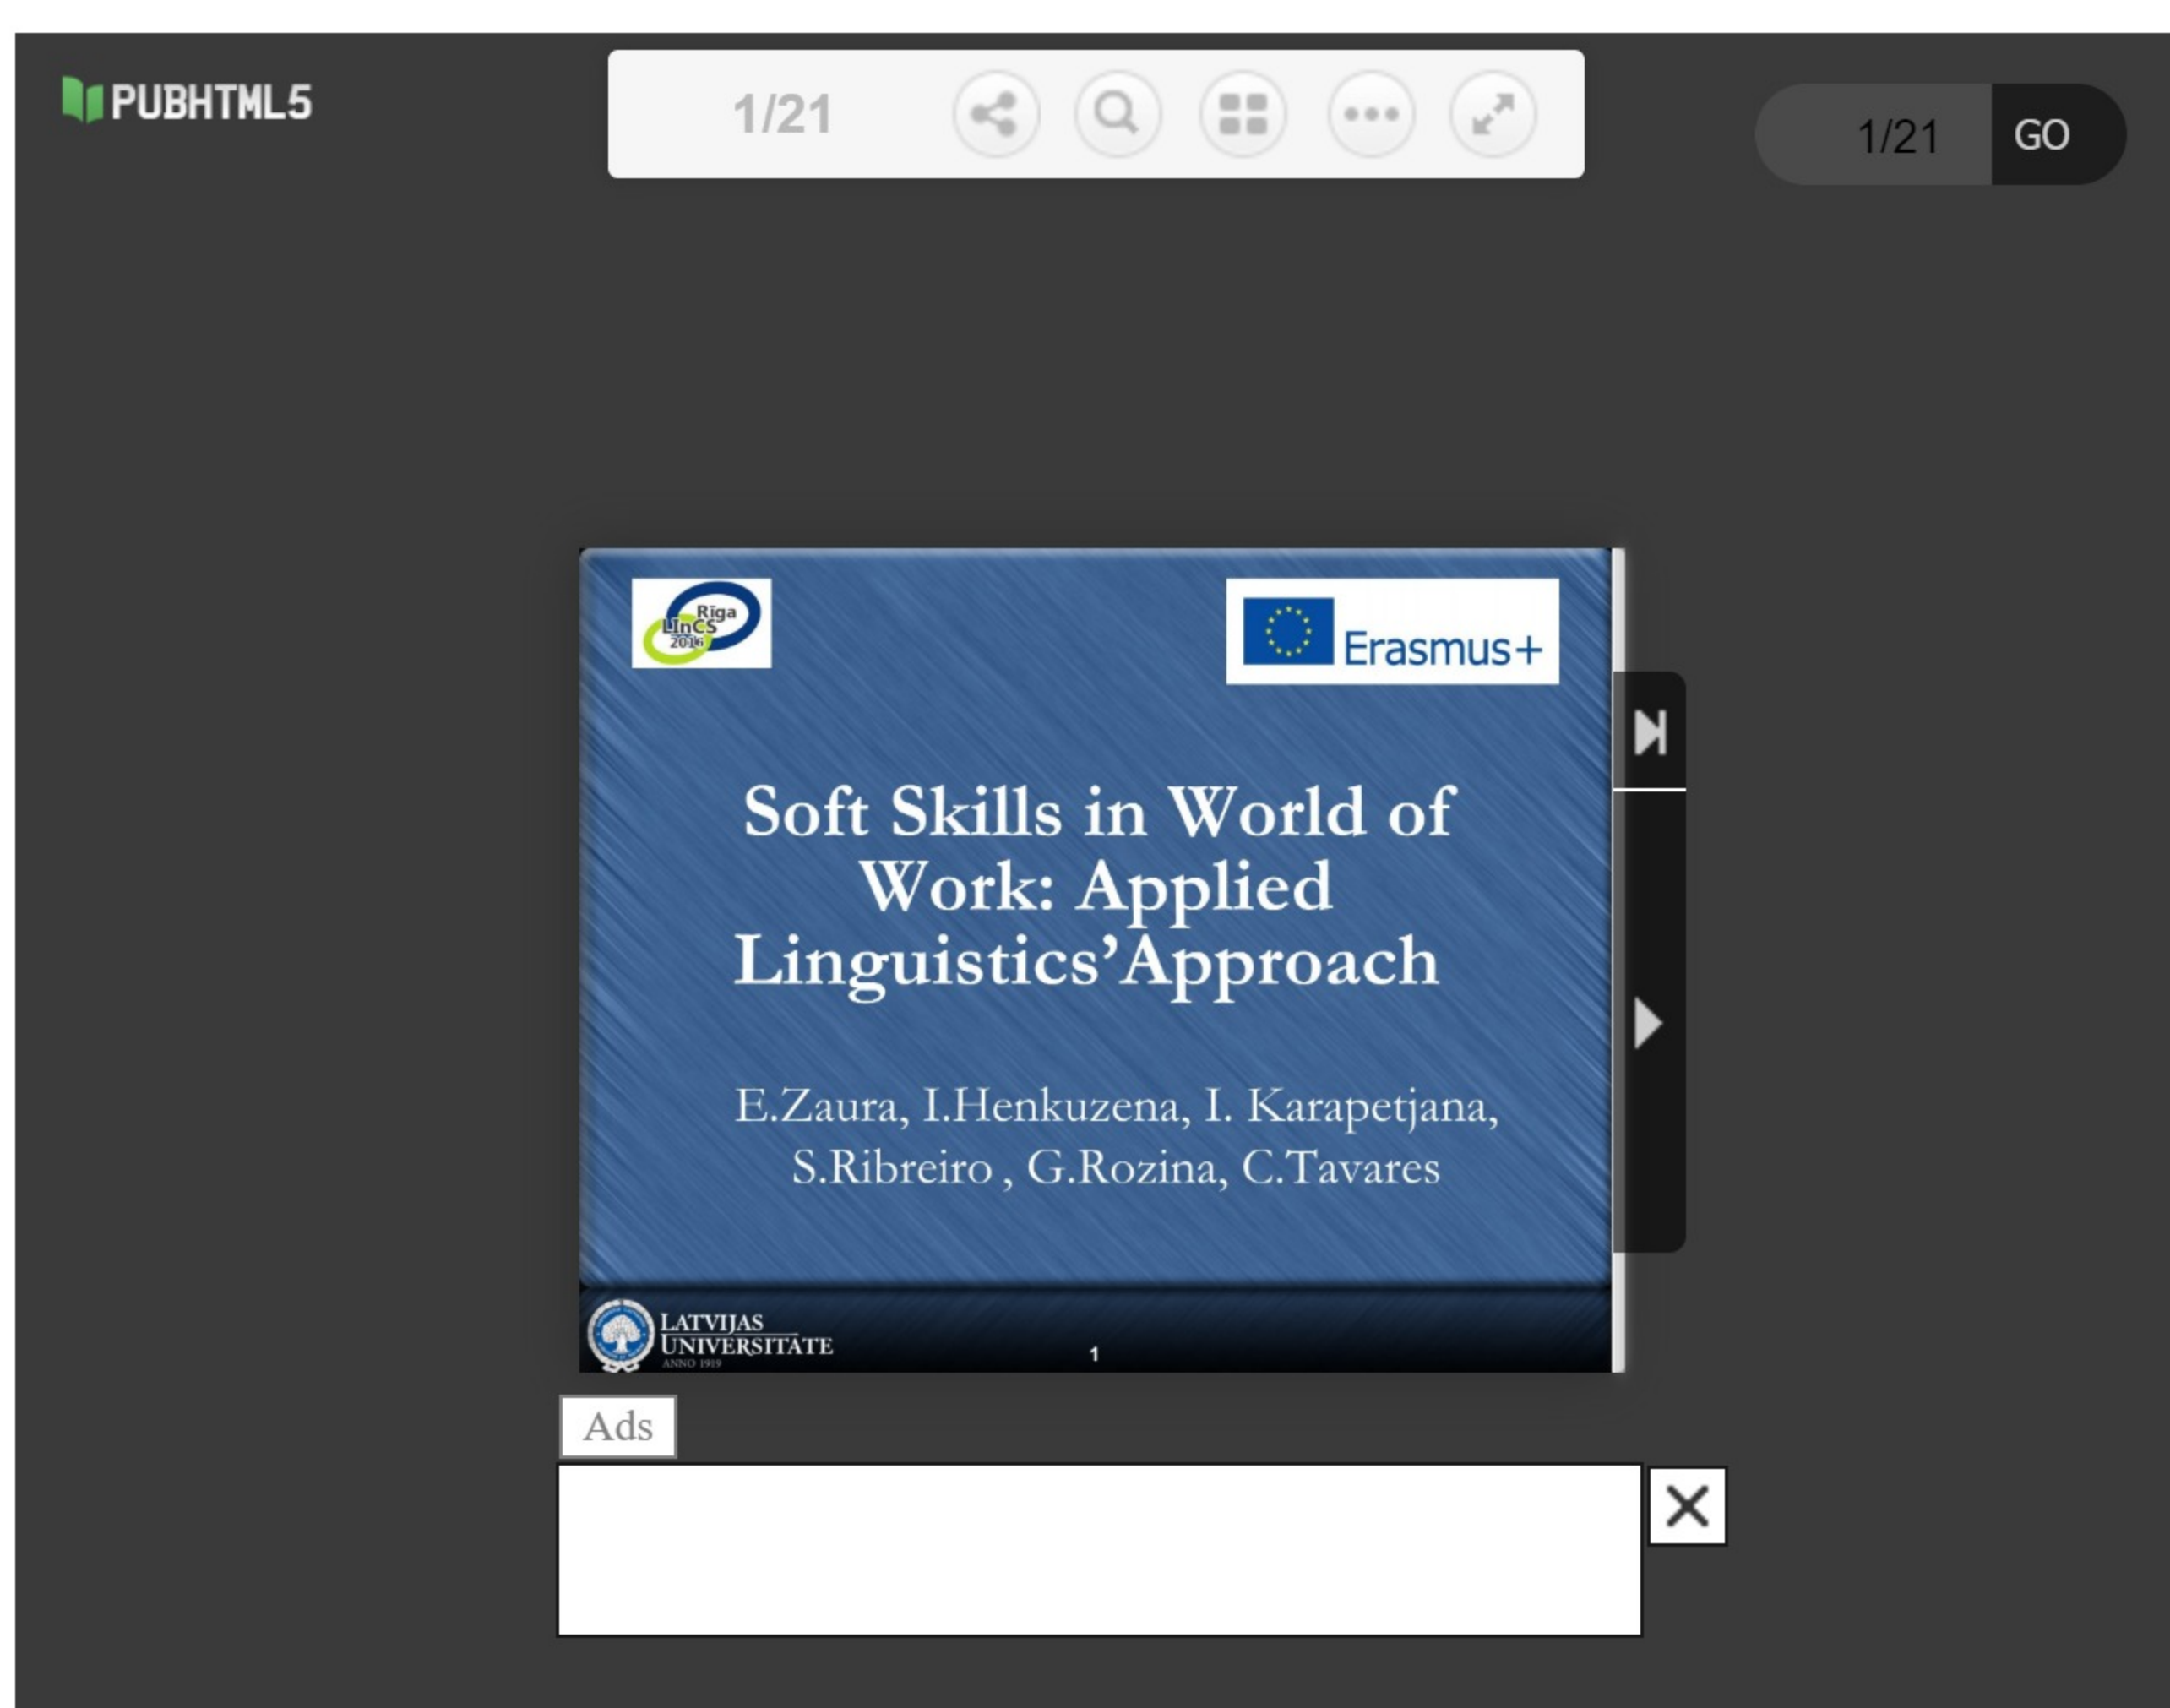 PUBHTML5
1/21
1/21 GO
Rīga
LInCS
2016
Erasmus+
Soft Skills in World of
Work: Applied
Linguistics’Approach
E.Zaura, I.Henkuzena, I. Karapetjana,
S.Ribreiro , G.Rozina, C.Tavares
LATVIJAS
UNIVERSITĀTE
ANNO 1919
1
Ads